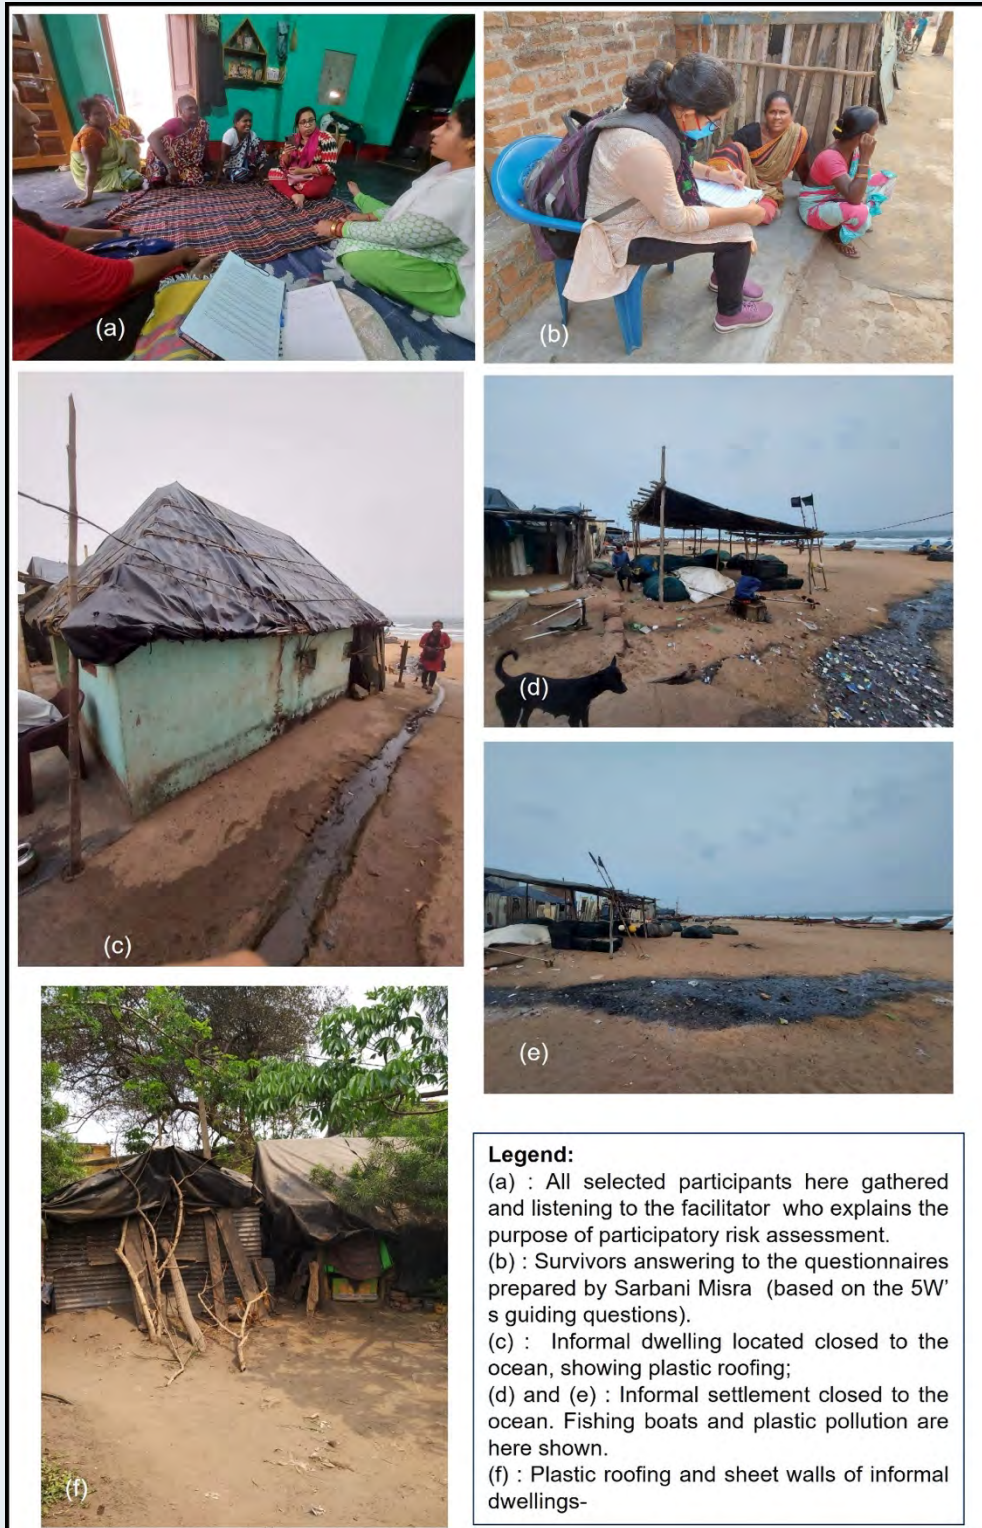 (a)
(b)
(c)
(d)
(e)
(f)
Legend:
(a) : All selected participants here gathered
and listening to the facilitator who explains the
purpose of participatory risk assessment.
(b) : Survivors answering to the questionnaires
prepared by Sarbani Misra (based on the 5W'
s guiding questions).
(c) : Informal dwelling located closed to the
ocean, showing plastic roofing;
(d) and (e) : Informal settlement closed to the
ocean. Fishing boats and plastic pollution are
here shown.
(f) : Plastic roofing and sheet walls of informal
dwellings-